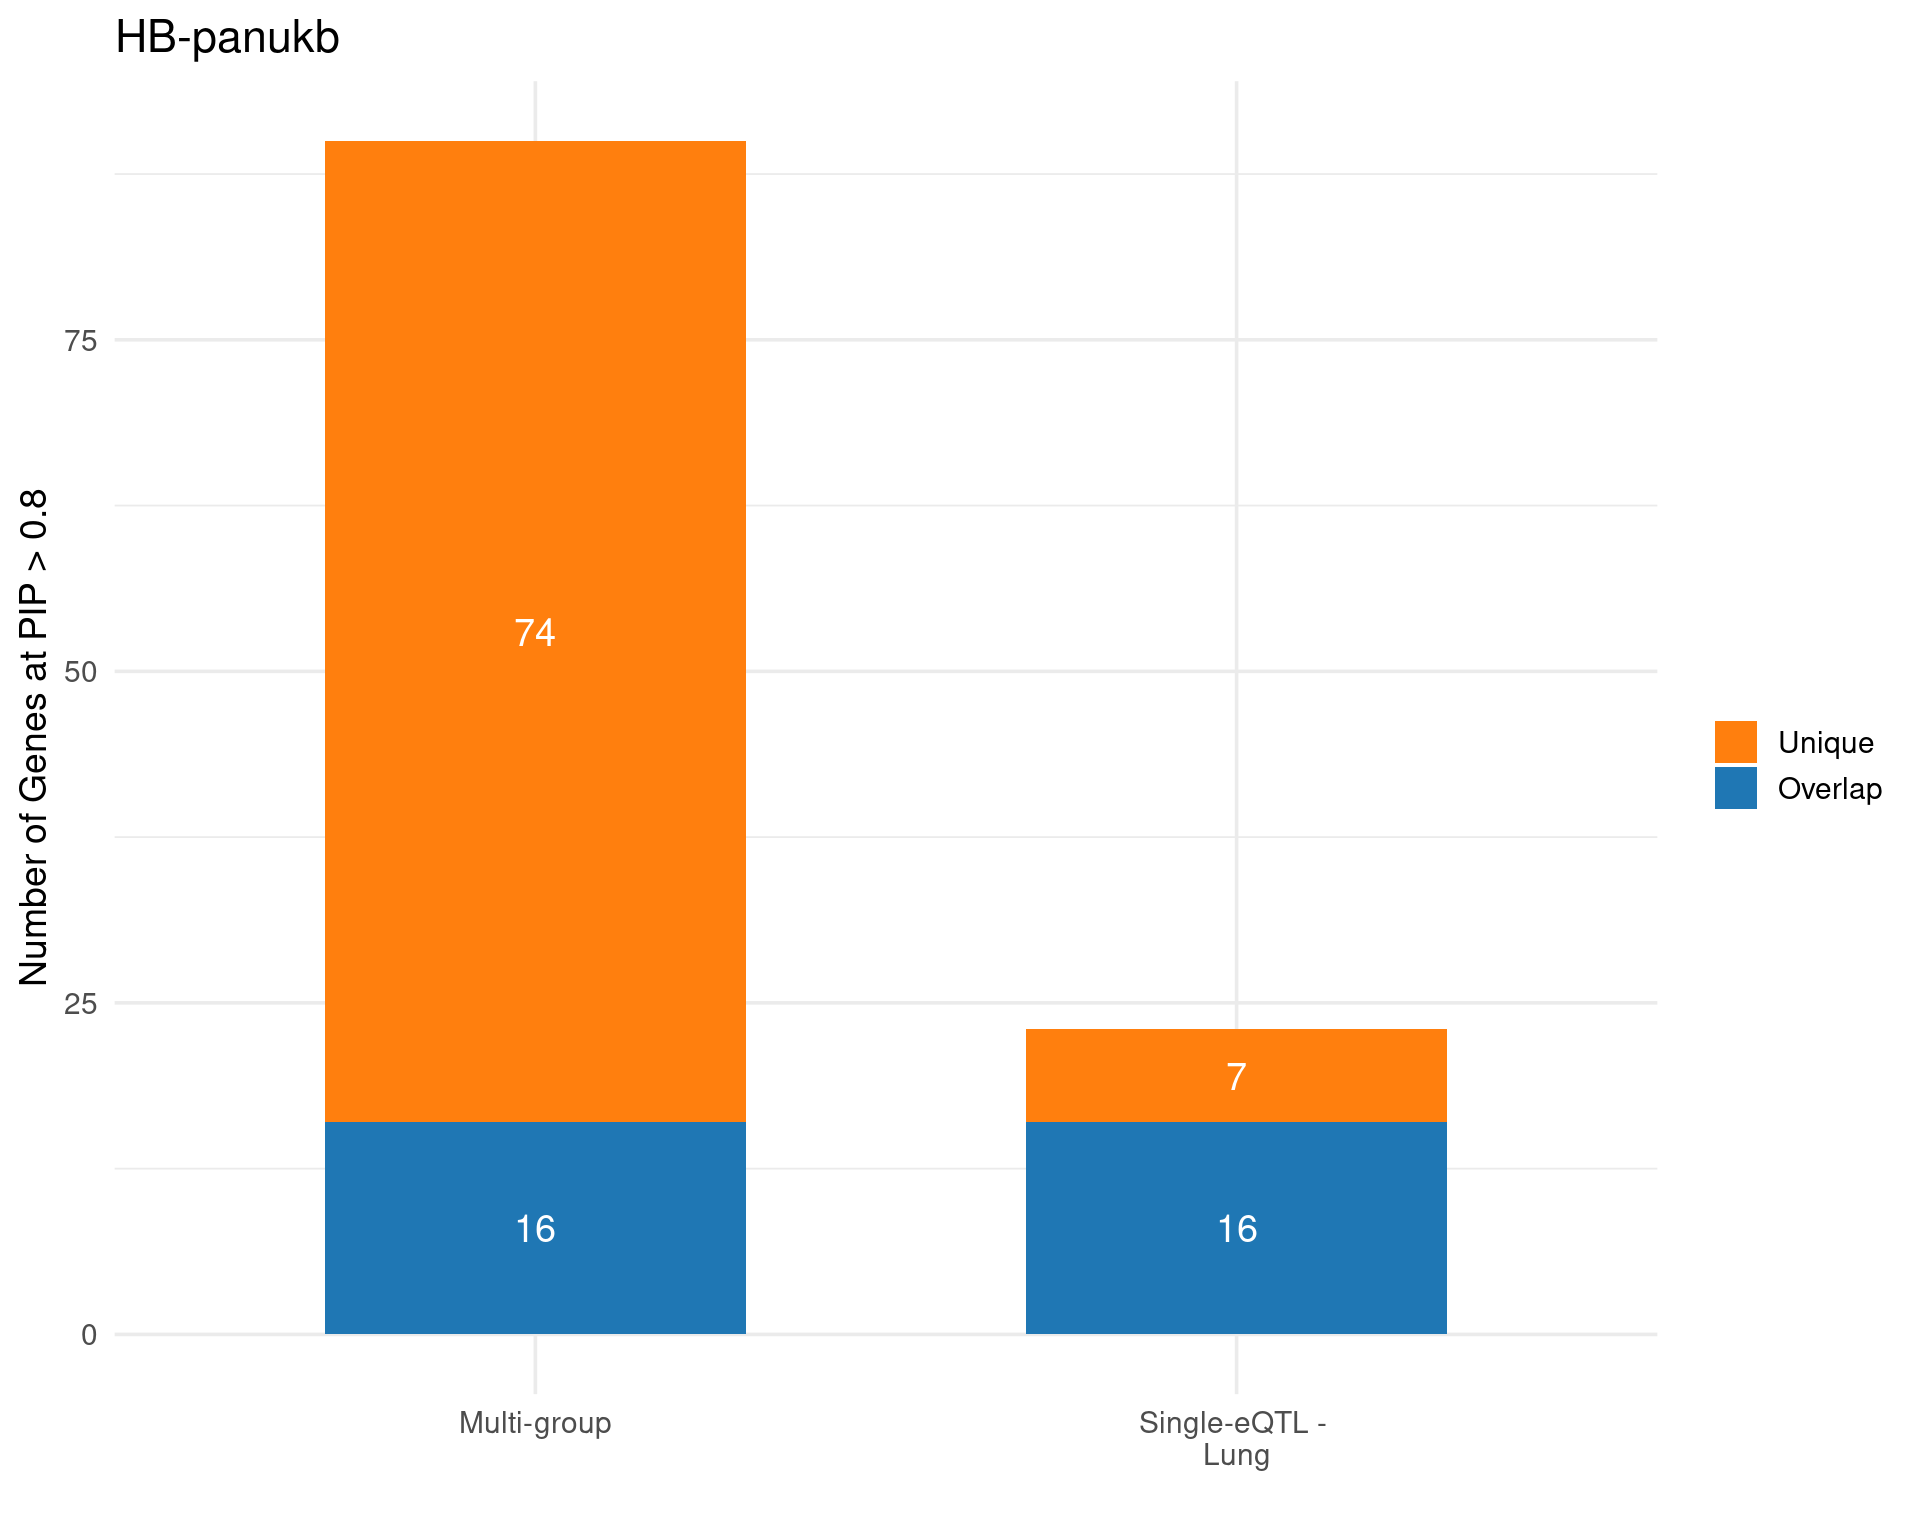 HB-panukb
Number of Genes at PIP > 0.8
75
50
25
0
74
16
7
16
Multi-group
Single-eQTL -
Lung
Unique
Overlap